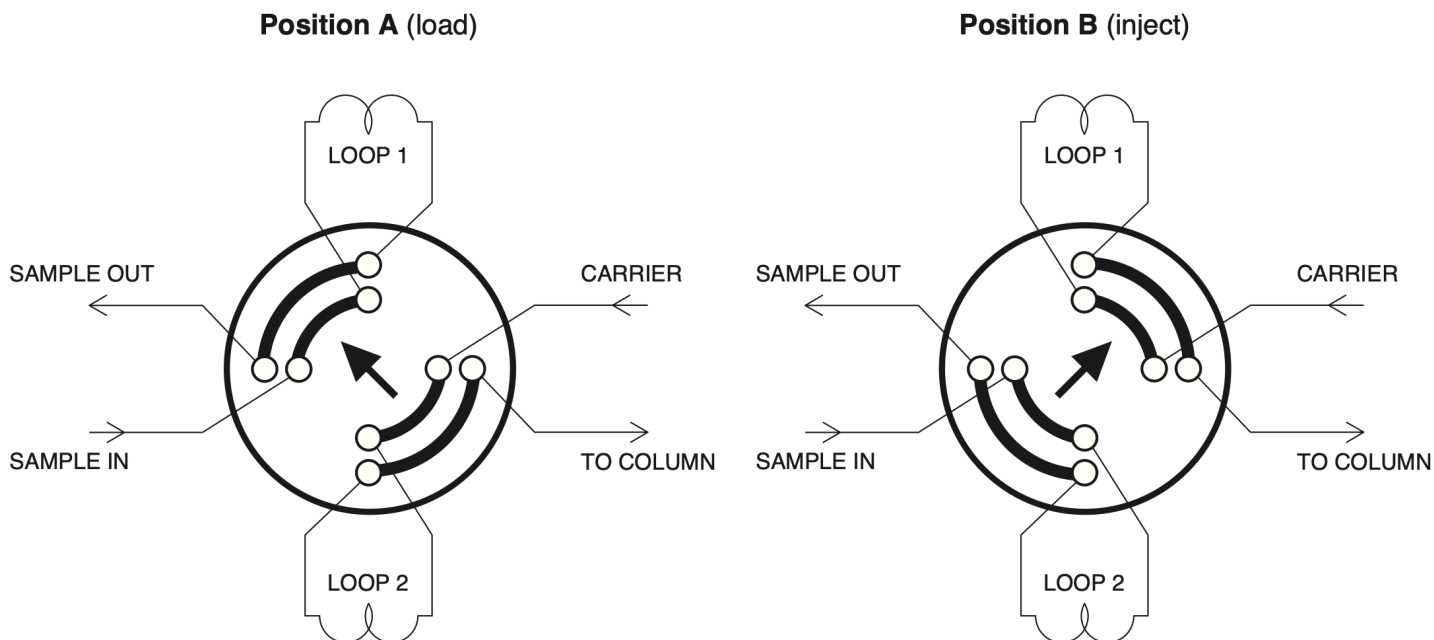 Position A (load)
LOOP 1
SAMPLE OUT
CARRIER
SAMPLE IN
TO COLUMN
LOOP 2
Position B (inject)
LOOP 1
SAMPLE OUT
CARRIER
SAMPLE IN
TO COLUMN
LOOP 2